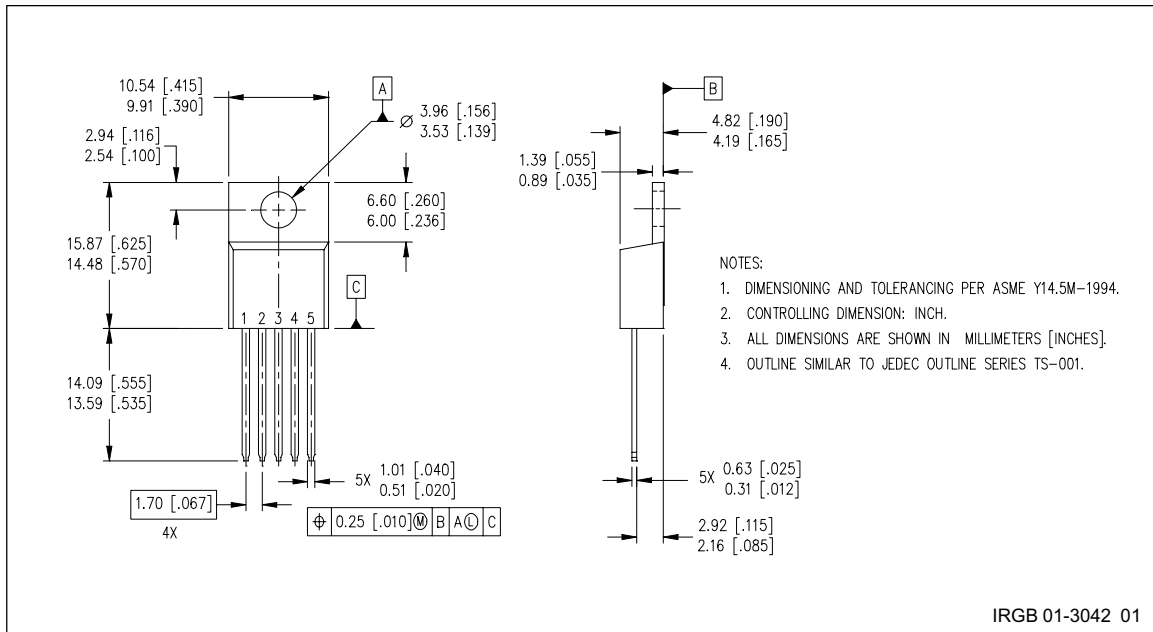 10.54 [.415]
9.91 [.390]
A
⌀ 3.96 [.156]
3.53 [.139]
2.94 [.116]
2.54 [.100]
6.60 [.260]
6.00 [.236]
15.87 [.625]
14.48 [.570]
C
1 2 3 4 5
14.09 [.555]
13.59 [.535]
5X 1.01 [.040]
0.51 [.020]
1.70 [.067]
4X
⌖ 0.25 [.010]Ⓜ B AⓁ C
B
4.82 [.190]
4.19 [.165]
1.39 [.055]
0.89 [.035]
5X 0.63 [.025]
0.31 [.012]
2.92 [.115]
2.16 [.085]
NOTES:
1. DIMENSIONING AND TOLERANCING PER ASME Y14.5M-1994.
2. CONTROLLING DIMENSION: INCH.
3. ALL DIMENSIONS ARE SHOWN IN MILLIMETERS [INCHES].
4. OUTLINE SIMILAR TO JEDEC OUTLINE SERIES TS-001.
IRGB 01-3042 01